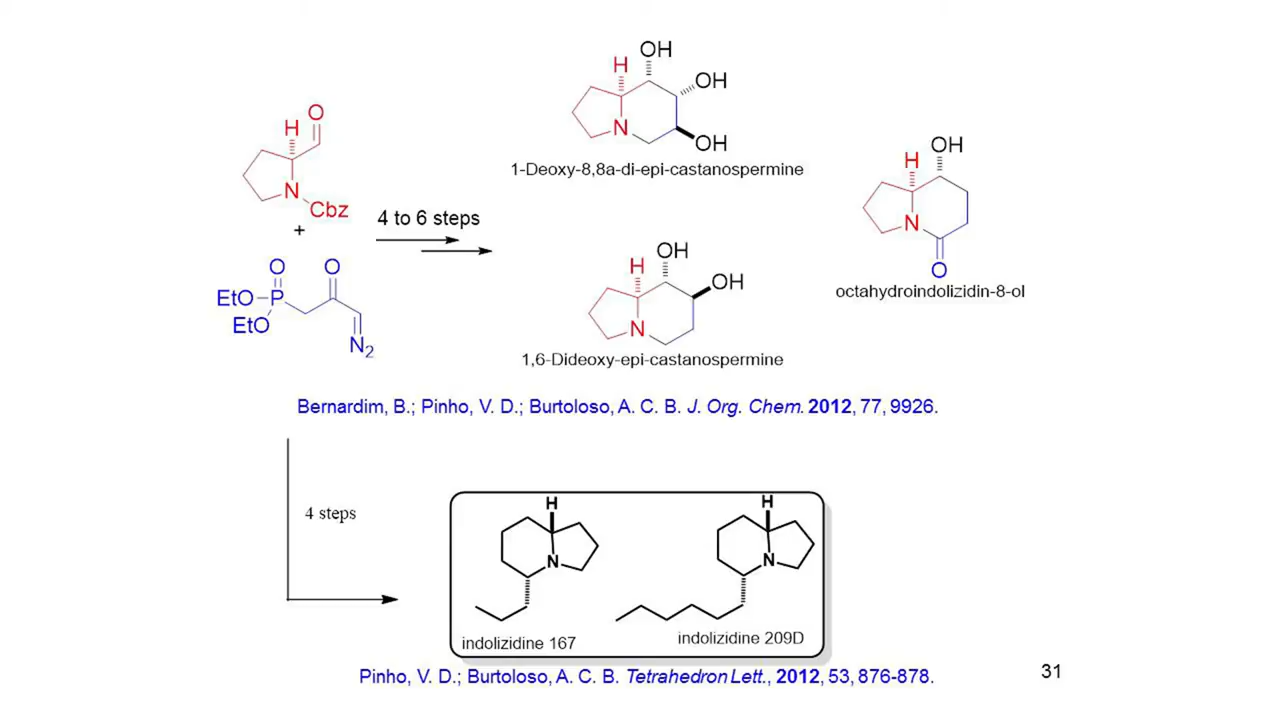 OH
H
OH
N
OH
1-Deoxy-8,8a-di-epi-castanospermine
O
H
N
Cbz
+
4 to 6 steps
OH
H
N
O
octahydroindolizidin-8-ol
O
O
EtO
P
EtO
N2
OH
H
OH
N
1,6-Dideoxy-epi-castanospermine
Bernardim, B.; Pinho, V. D.; Burtoloso, A. C. B. J. Org. Chem. 2012, 77, 9926.
4 steps
H
N
indolizidine 167
H
N
indolizidine 209D
Pinho, V. D.; Burtoloso, A. C. B. Tetrahedron Lett., 2012, 53, 876-878.
31